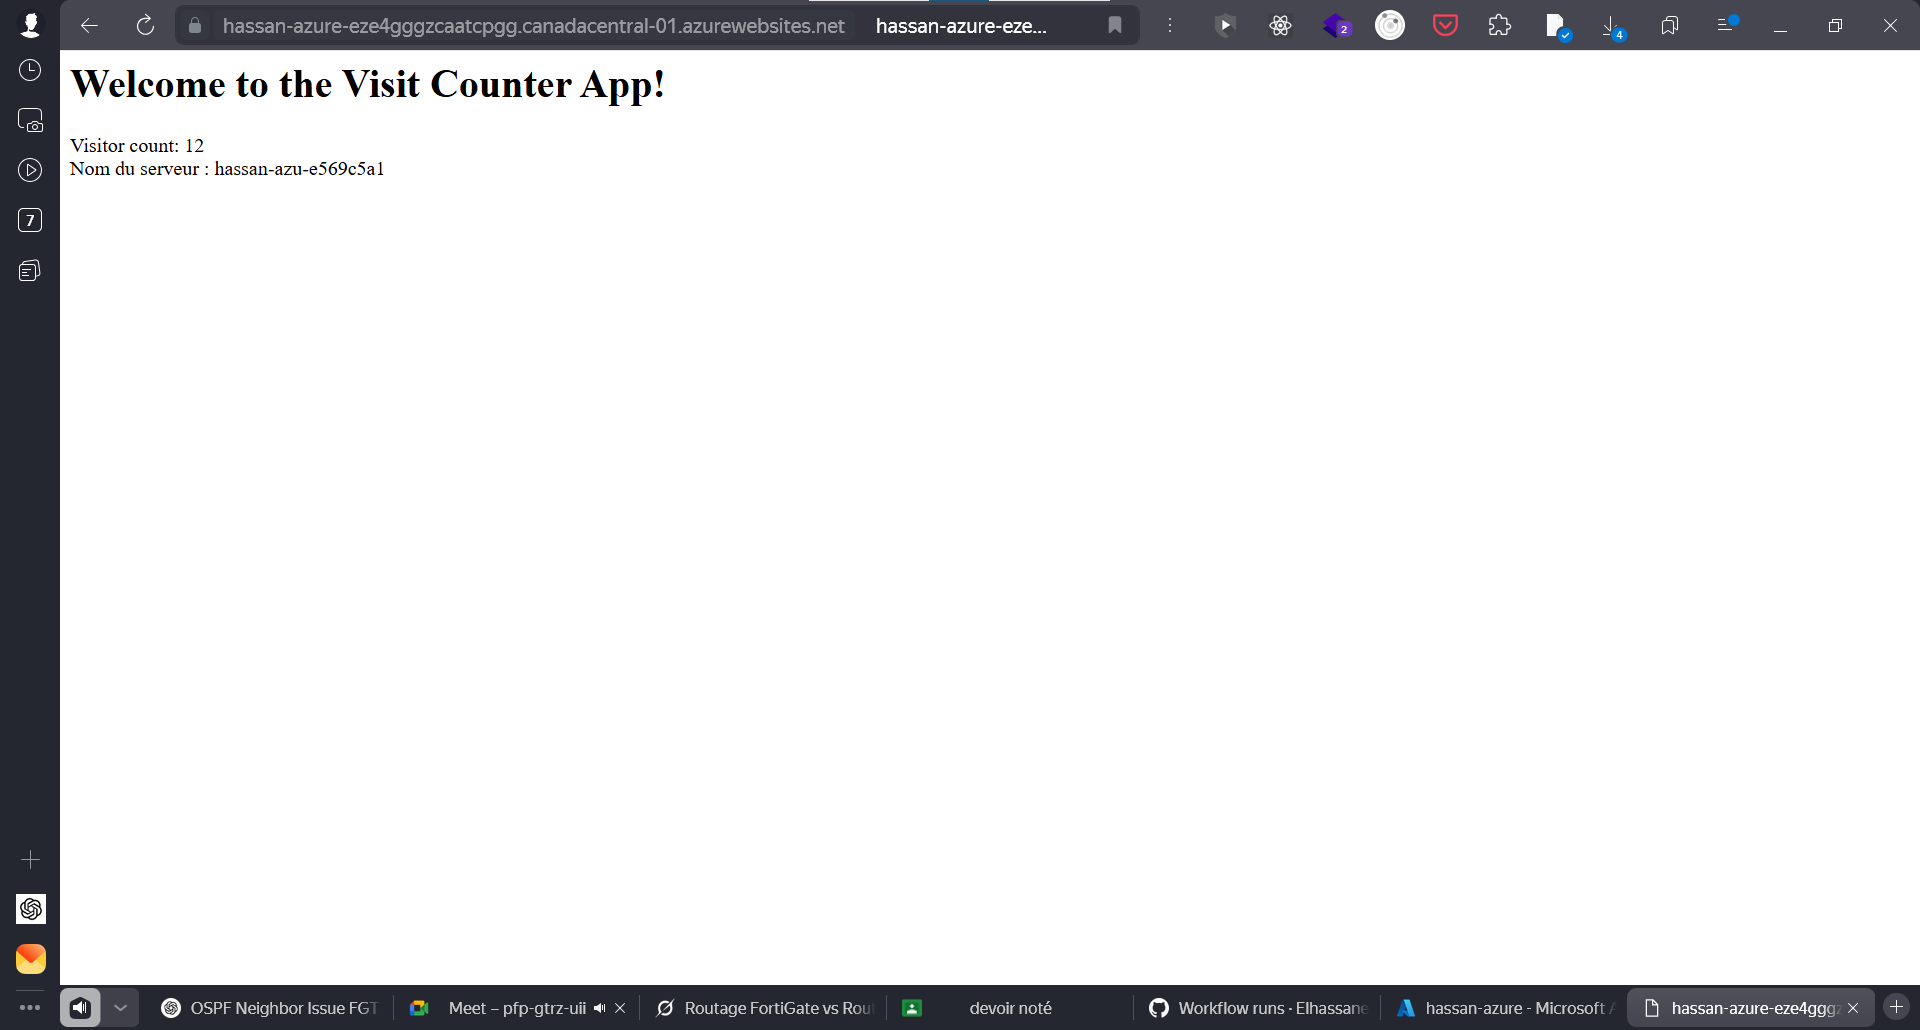 hassan-azure-eze4gggzcaatcpgg.canadacentral-01.azurewebsites.net hassan-azure-eze... 2 4
Welcome to the Visit Counter App!
Visitor count: 12
Nom du serveur : hassan-azu-e569c5a1
7
OSPF Neighbor Issue FGT Meet – pfp-gtrz-uii Routage FortiGate vs Rout devoir noté Workflow runs · Elhassane hassan-azure - Microsoft A hassan-azure-eze4gggz